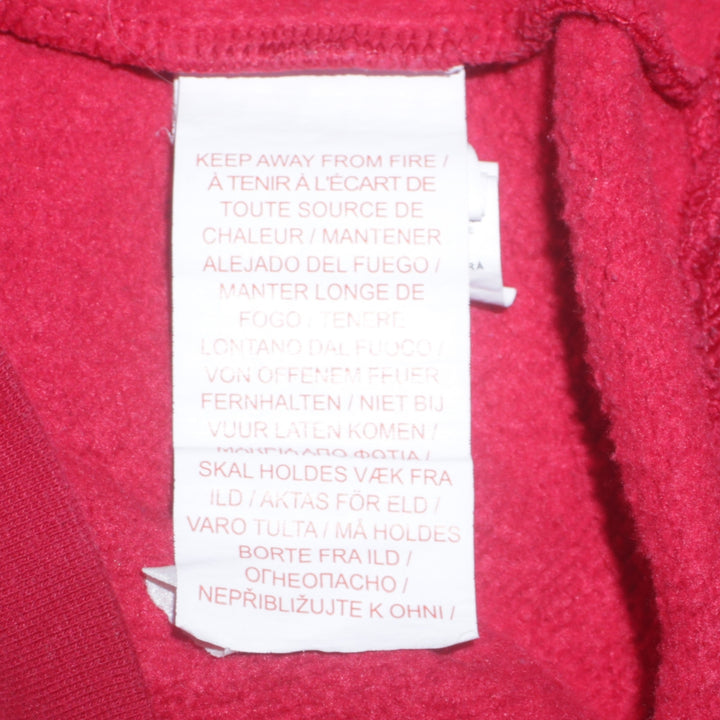 KEEP AWAY FROM FIRE /
À TENIR À L'ÉCART DE
TOUTE SOURCE DE
CHALEUR / MANTENER
ALEJADO DEL FUEGO /
MANTER LONGE DE
FOGO / TENERE
LONTANO DAL FUOCO /
VON OFFENEM FEUER
FERNHALTEN / NIET BIJ
VUUR LATEN KOMEN /
SKAL HOLDES VÆK FRA
ILD / AKTAS FÖR ELD /
VARO TULTA / MÅ HOLDES
BORTE FRA ILD /
ОГНЕОПАСНО /
NEPŘIBLIŽUJTE K OHNI /